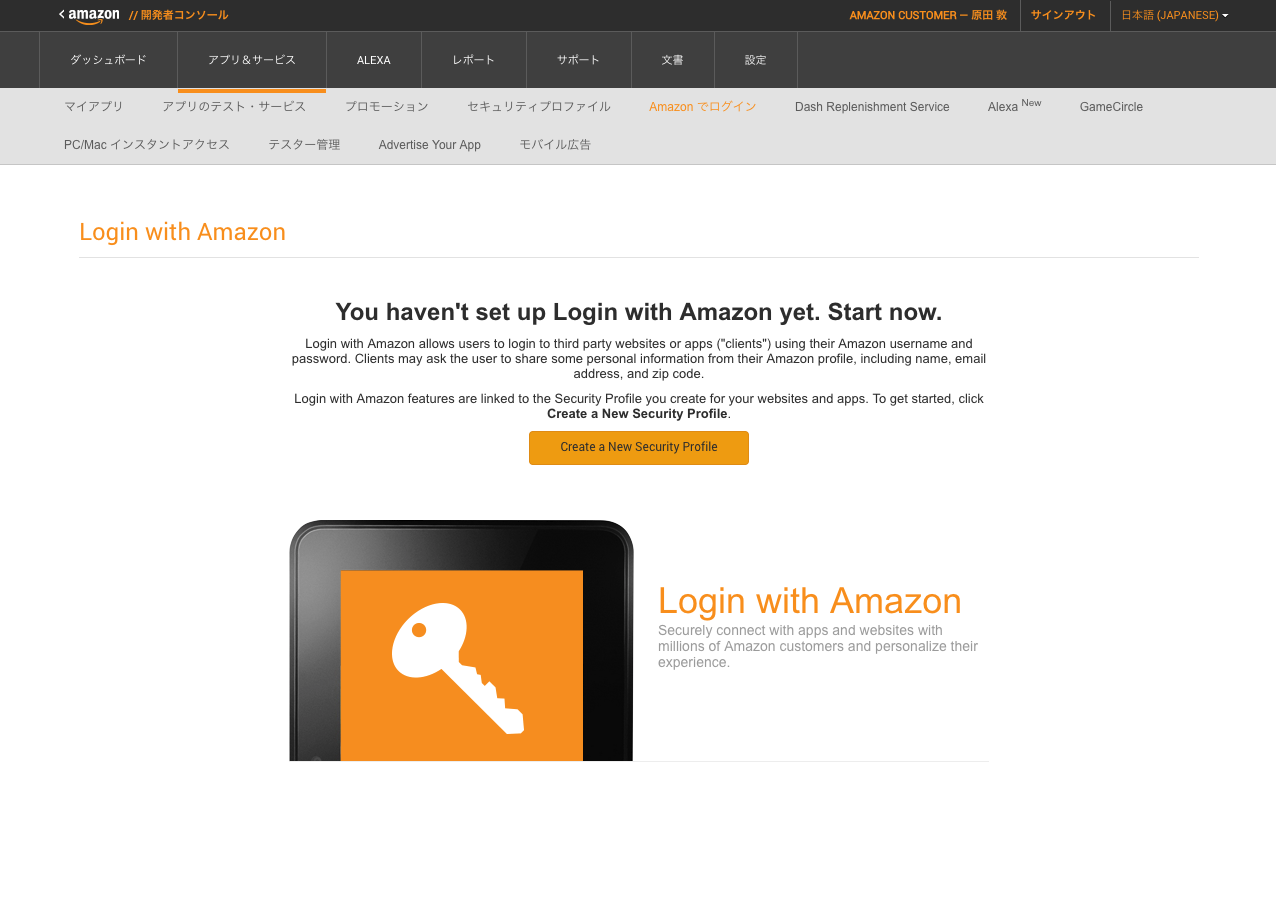 amazon // 開発者コンソール AMAZON CUSTOMER — 原田 敦 サインアウト 日本語 (JAPANESE)
ダッシュボード アプリ＆サービス ALEXA レポート サポート 文書 設定
マイアプリ アプリのテスト・サービス プロモーション セキュリティプロファイル Amazon でログイン Dash Replenishment Service Alexa New GameCircle
PC/Mac インスタントアクセス テスター管理 Advertise Your App モバイル広告
Login with Amazon
You haven't set up Login with Amazon yet. Start now.
Login with Amazon allows users to login to third party websites or apps ("clients") using their Amazon username and
password. Clients may ask the user to share some personal information from their Amazon profile, including name, email
address, and zip code.
Login with Amazon features are linked to the Security Profile you create for your websites and apps. To get started, click
Create a New Security Profile.
Create a New Security Profile
Login with Amazon
Securely connect with apps and websites with
millions of Amazon customers and personalize their
experience.